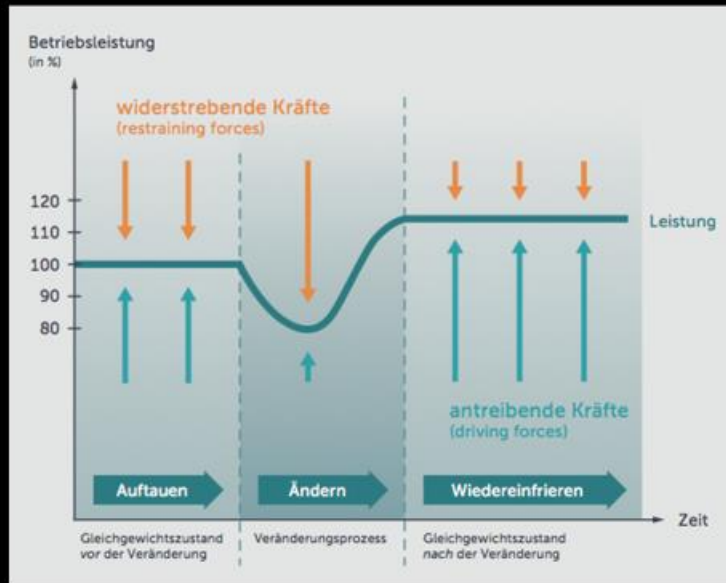 Betriebsleistung
(in %)
widerstrebende Kräfte
(restraining forces)
120
110
100
90
80
Leistung
antreibende Kräfte
(driving forces)
Auftauen
Ändern
Wiedereinfrieren
Zeit
Gleichgewichtszustand
vor der Veränderung
Veränderungsprozess
Gleichgewichtszustand
nach der Veränderung